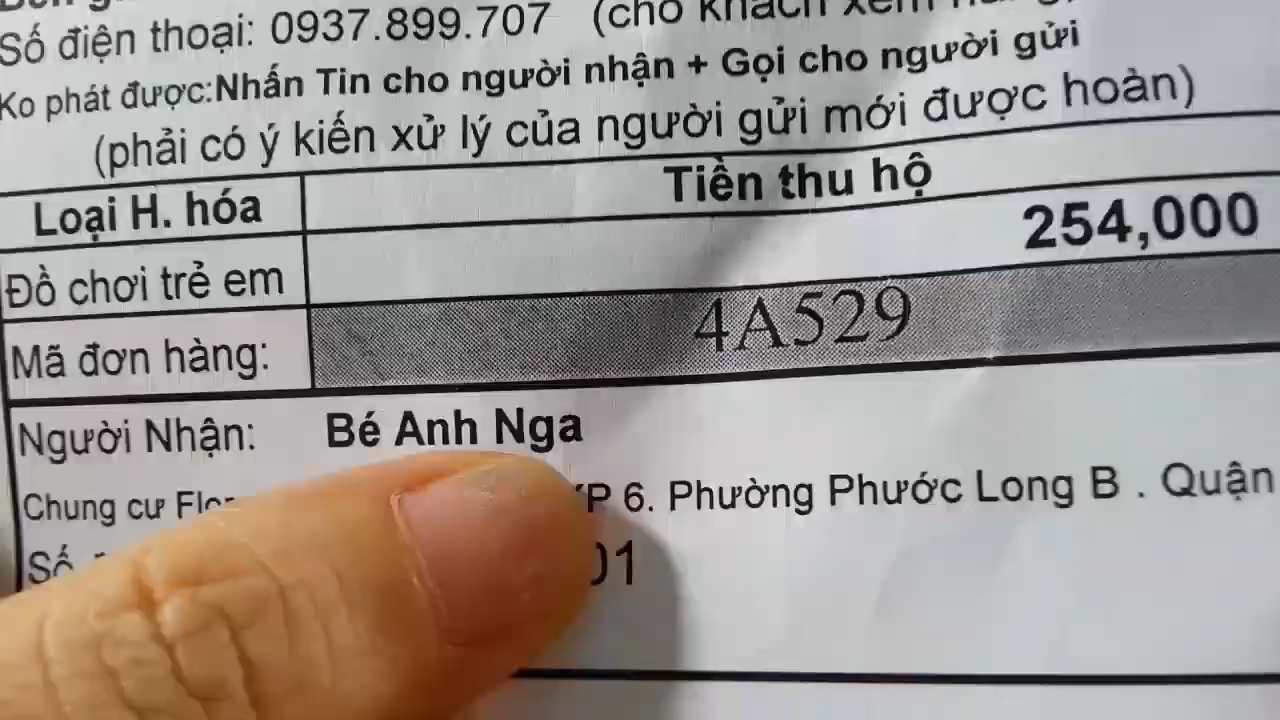 Số điện thoại: 0937.899.707 (cho khách xem
Ko phát được:Nhấn Tin cho người nhận + Gọi cho người gửi
(phải có ý kiến xử lý của người gửi mới được hoàn)
Loại H. hóa Tiền thu hộ
Đồ chơi trẻ em 254,000
Mã đơn hàng: 4A529
Người Nhận: Bé Anh Nga
Chung cư P 6. Phường Phước Long B . Quận
Số 01